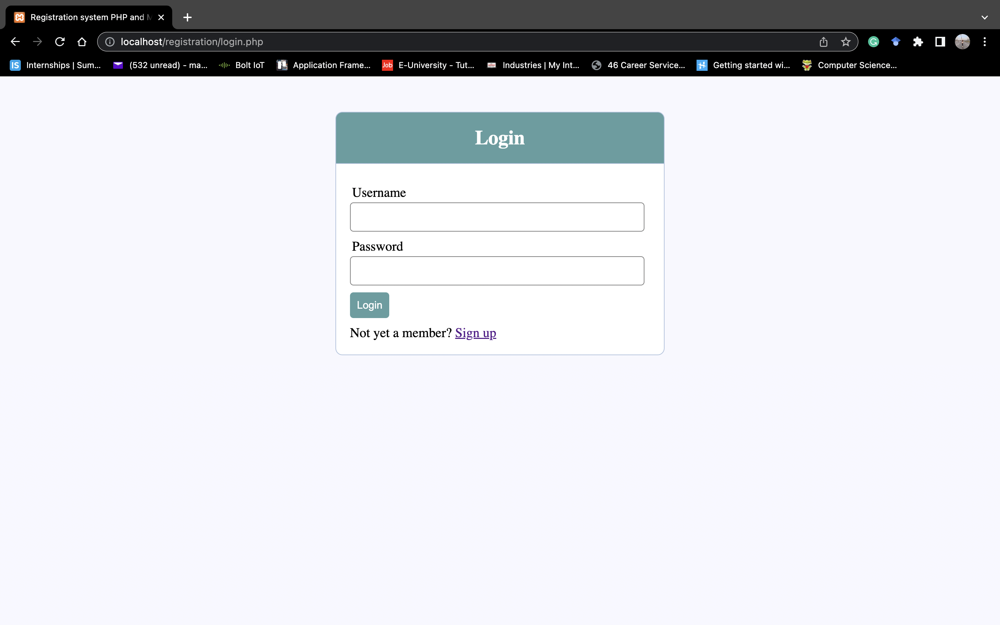 Registration system PHP and M
localhost/registration/login.php
IS Internships | Sum... (532 unread) - ma... Bolt IoT Application Frame... Job E-University - Tut... Industries | My Int... 46 Career Service... Getting started wi... Computer Science...
Login
Username
Password
Login
Not yet a member? Sign up